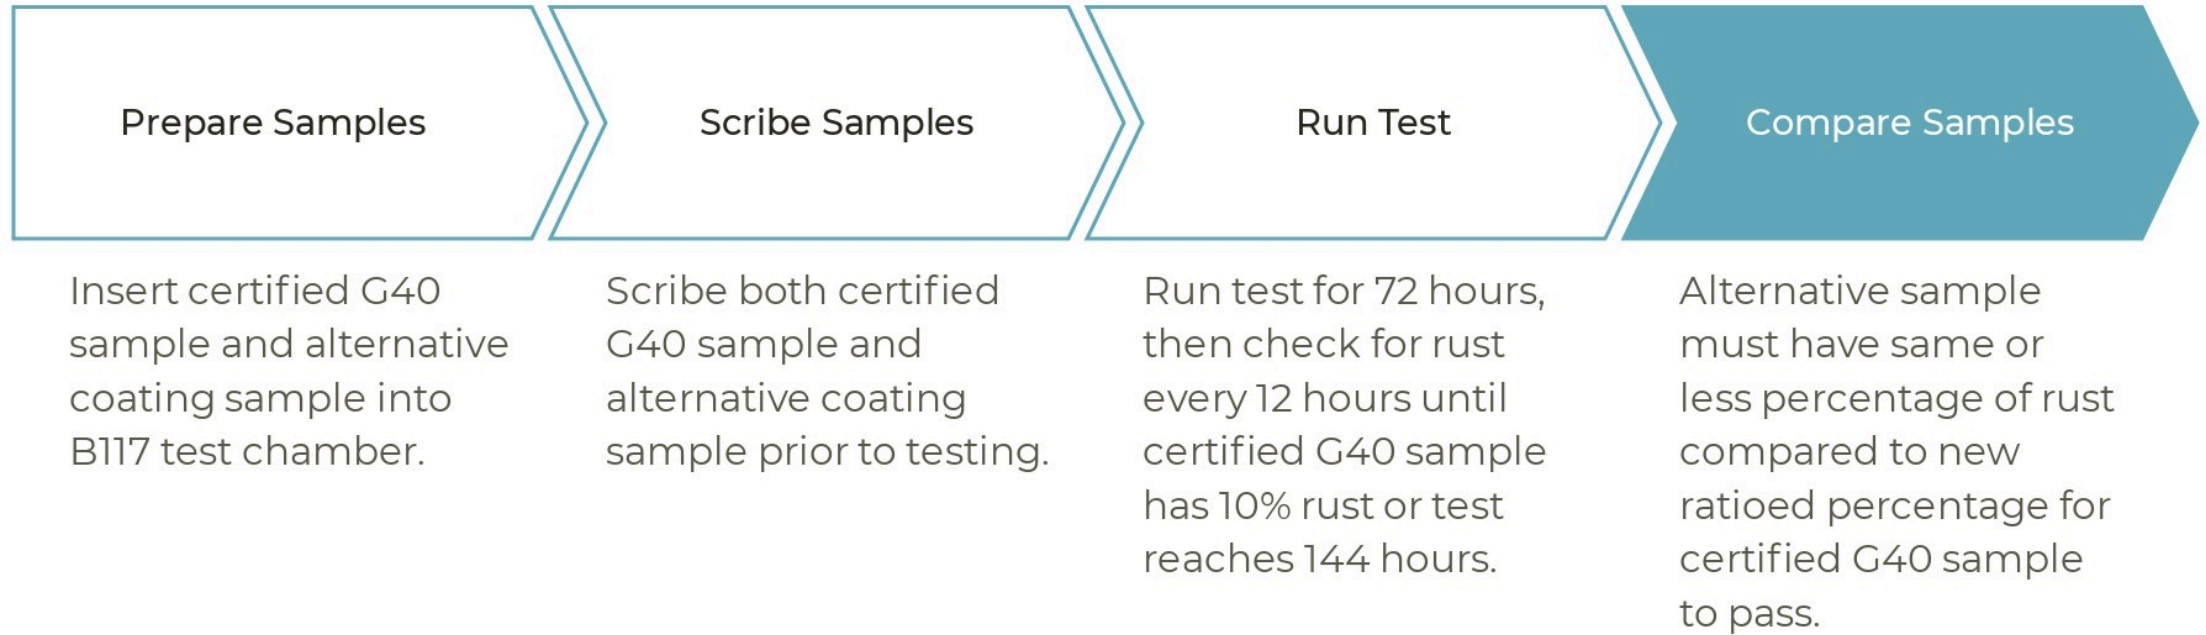 Prepare Samples
Scribe Samples
Run Test
Compare Samples
Insert certified G40
sample and alternative
coating sample into
B117 test chamber.
Scribe both certified
G40 sample and
alternative coating
sample prior to testing.
Run test for 72 hours,
then check for rust
every 12 hours until
certified G40 sample
has 10% rust or test
reaches 144 hours.
Alternative sample
must have same or
less percentage of rust
compared to new
ratioed percentage for
certified G40 sample
to pass.